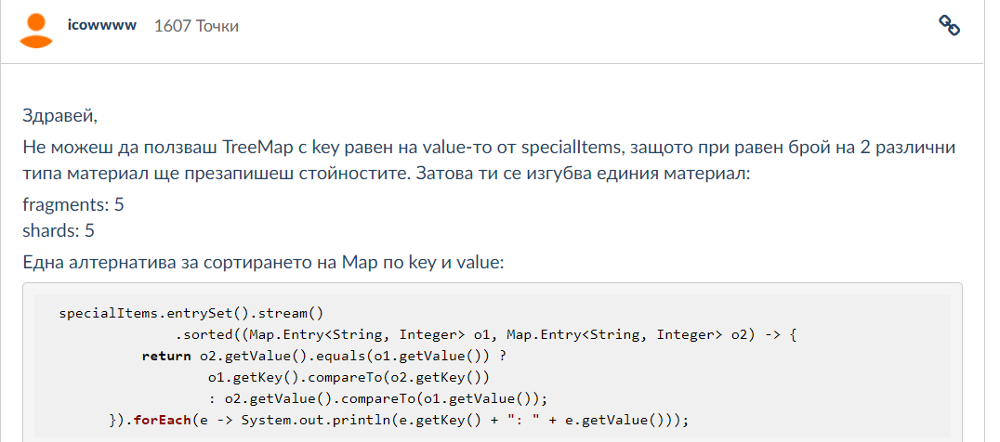 icowwww 1607 Точки
Здравей,
Не можеш да ползваш TreeMap с key равен на value-то от specialItems, защото при равен брой на 2 различни
типа материал ще презапишеш стойностите. Затова ти се изгубва единия материал:
fragments: 5
shards: 5
Една алтернатива за сортирането на Map по key и value:
specialItems.entrySet().stream()
.sorted((Map.Entry<String, Integer> o1, Map.Entry<String, Integer> o2) -> {
return o2.getValue().equals(o1.getValue()) ?
o1.getKey().compareTo(o2.getKey())
: o2.getValue().compareTo(o1.getValue());
}).forEach(e -> System.out.println(e.getKey() + ": " + e.getValue()));